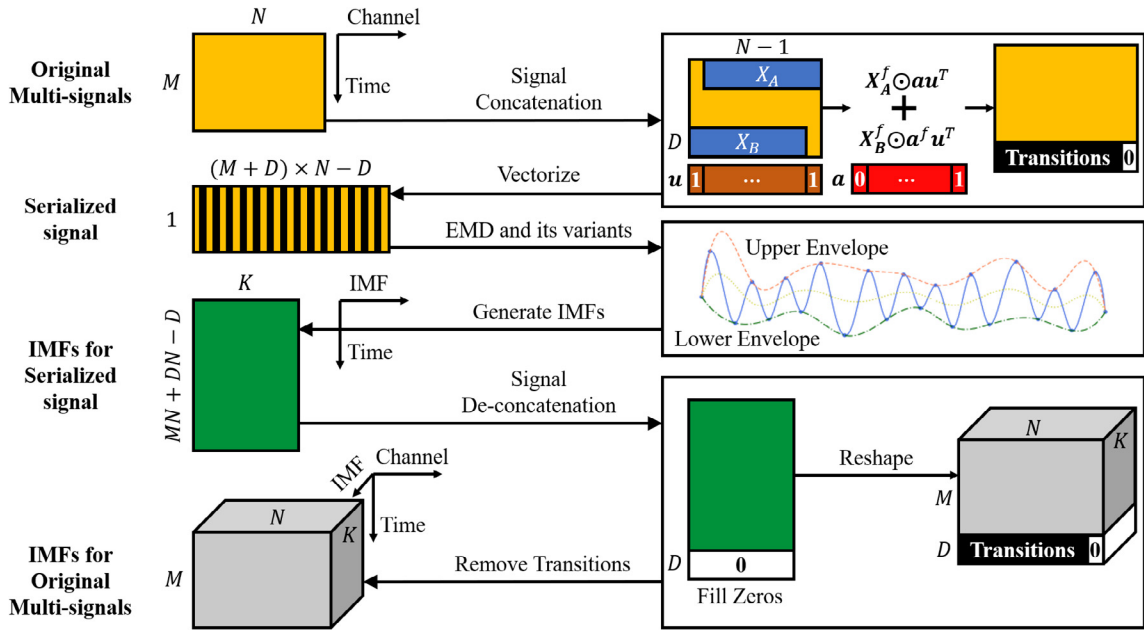 Original
Multi-signals
N
Channel
M
Time
Signal
Concatenation
N − 1
X_A
D
X_B
u 1 ... 1
a 0 ... 1
X_A^f ⊙ au^T
+
X_B^f ⊙ a^f u^T
Transitions 0
Serialized
signal
(M + D) × N − D
1
Vectorize
EMD and its variants
Upper Envelope
Lower Envelope
IMFs for
Serialized
signal
K
MN + DN − D
IMF
Time
Generate IMFs
Signal
De-concatenation
D
0
Fill Zeros
Reshape
N
K
M
D
Transitions 0
IMFs for
Original
Multi-signals
IMF
Channel
Time
N
K
M
Remove Transitions